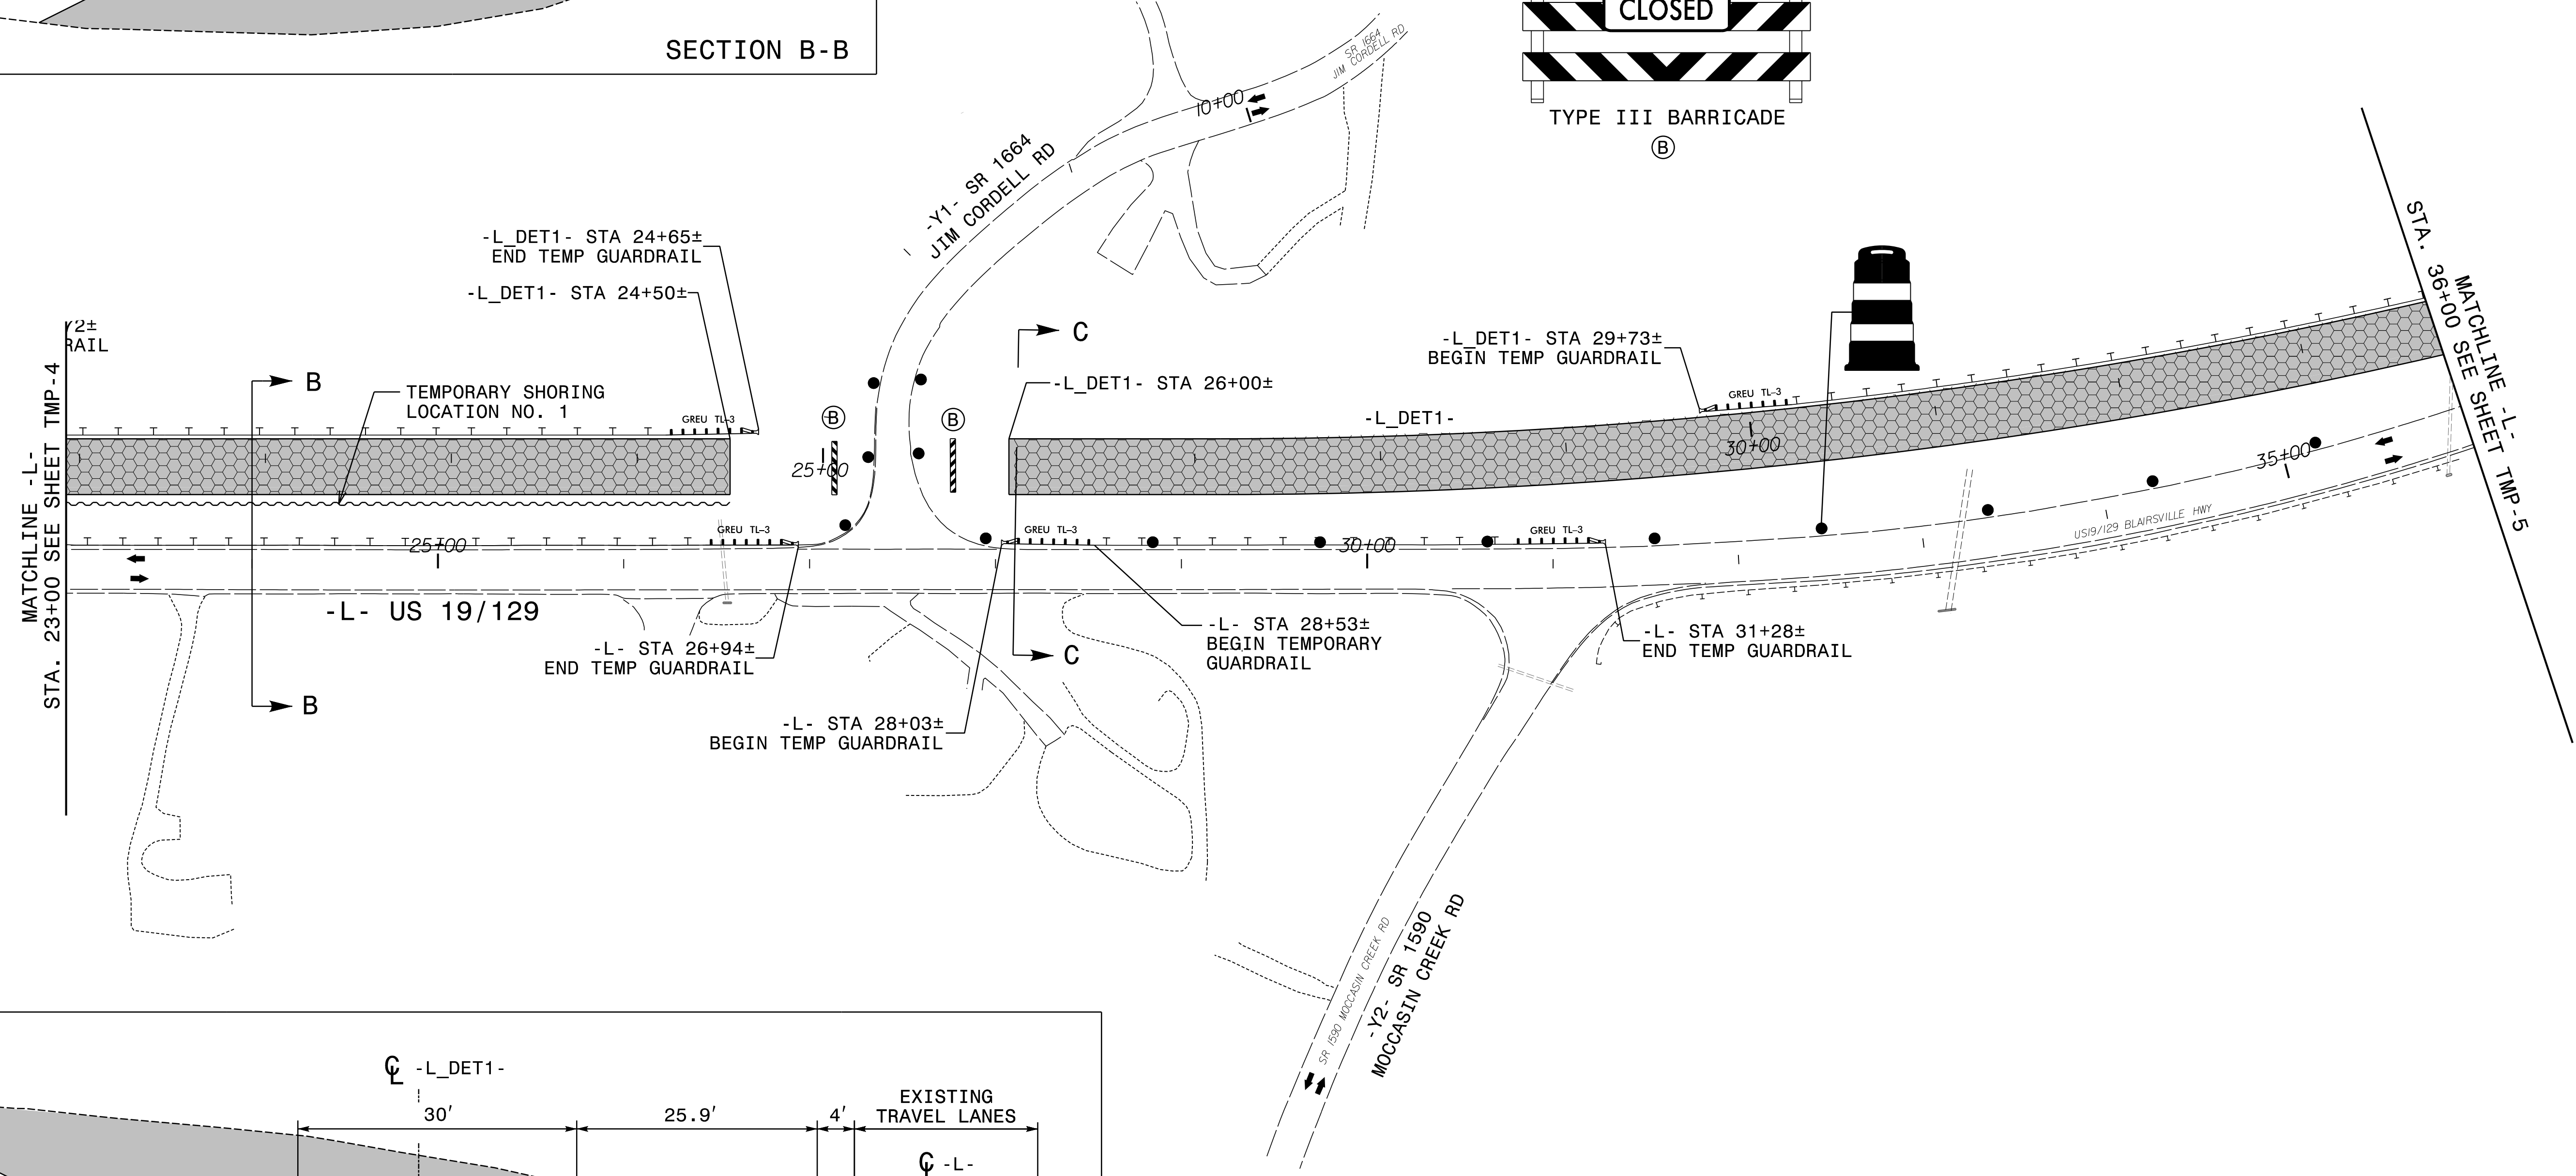 SECTION B-B
CLOSED
TYPE III BARRICADE
B
SR 1664
JIM CORDELL RD
10+00
-Y1- SR 1664
JIM CORDELL RD
-L_DET1- STA 24+65±
END TEMP GUARDRAIL
-L_DET1- STA 24+50±
/2±
RAIL
MATCHLINE -L-
STA. 23+00 SEE SHEET TMP-4
B
TEMPORARY SHORING
LOCATION NO. 1
GREU TL-3
B
B
25+00
C
-L_DET1- STA 26+00±
-L_DET1-
-L_DET1- STA 29+73±
BEGIN TEMP GUARDRAIL
GREU TL-3
30+00
MATCHLINE -L-
STA. 36+00 SEE SHEET TMP-5
35+00
US19/129 BLAIRSVILLE HWY
25+00
GREU TL-3
GREU TL-3
30+00
GREU TL-3
-L- US 19/129
-L- STA 26+94±
END TEMP GUARDRAIL
-L- STA 28+53±
BEGIN TEMPORARY
GUARDRAIL
C
-L- STA 31+28±
END TEMP GUARDRAIL
B
-L- STA 28+03±
BEGIN TEMP GUARDRAIL
SR 1590 MOCCASIN CREEK RD
-Y2- SR 1590
MOCCASIN CREEK RD
℄ -L_DET1-
30'
25.9'
4'
EXISTING
TRAVEL LANES
℄ -L-